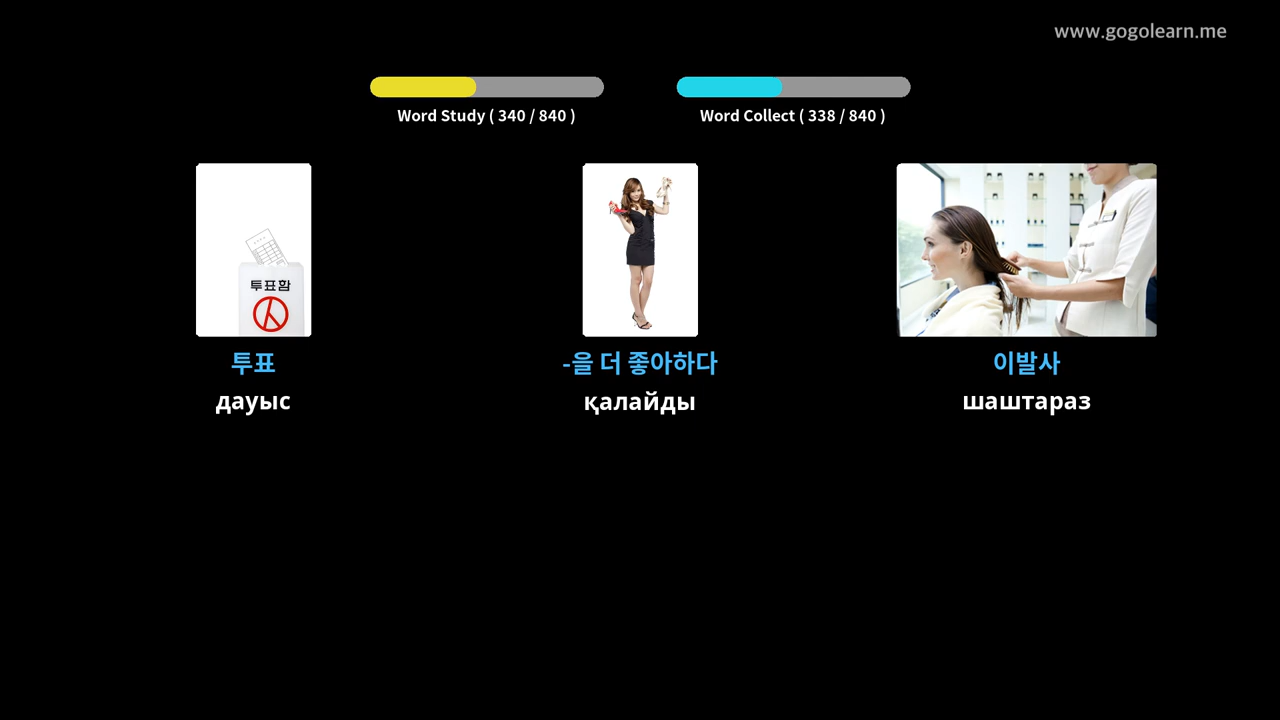 www.gogolearn.me
Word Study ( 340 / 840 )
Word Collect ( 338 / 840 )
투표함
투표
дауыс
-을 더 좋아하다
қалайды
이발사
шаштараз